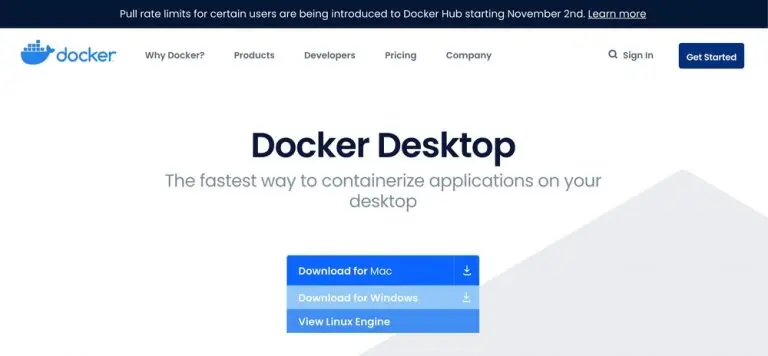 Pull rate limits for certain users are being introduced to Docker Hub starting November 2nd. Learn more
docker
Why Docker?
Products
Developers
Pricing
Company
Sign In
Get Started
Docker Desktop
The fastest way to containerize applications on your
desktop
Download for Mac
Download for Windows
View Linux Engine